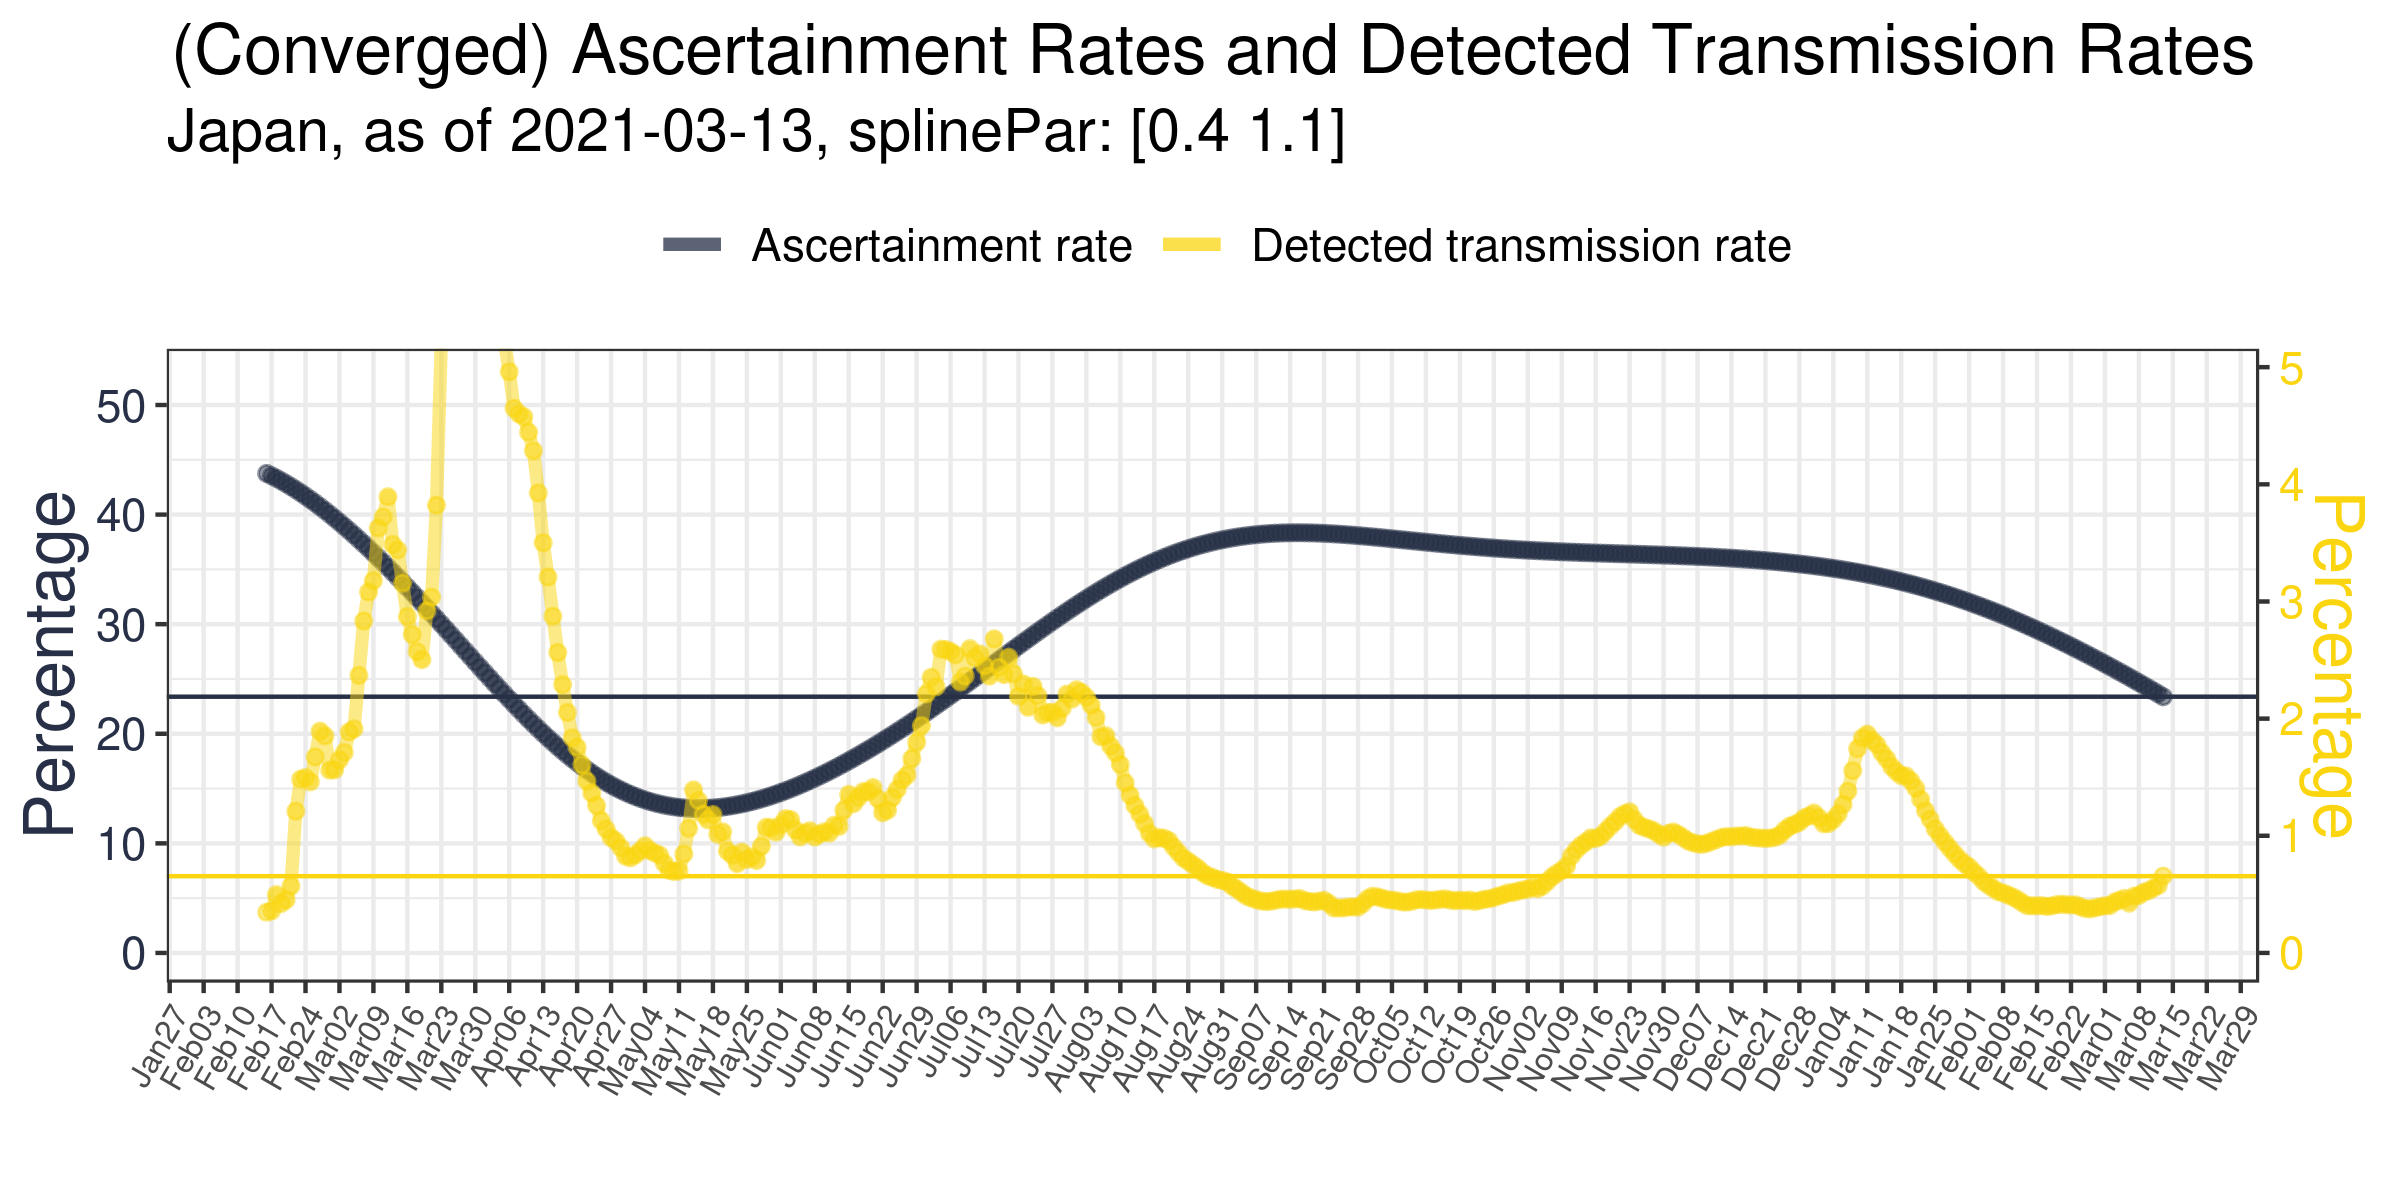 (Converged) Ascertainment Rates and Detected Transmission Rates
Japan, as of 2021-03-13, splinePar: [0.4 1.1]
Ascertainment rate
Detected transmission rate
Percentage
50
40
30
20
10
0
5
4
3
2
1
0
Percentage
Jan27
Feb03
Feb10
Feb17
Feb24
Mar02
Mar09
Mar16
Mar23
Mar30
Apr06
Apr13
Apr20
Apr27
May04
May11
May18
May25
Jun01
Jun08
Jun15
Jun22
Jun29
Jul06
Jul13
Jul20
Jul27
Aug03
Aug10
Aug17
Aug24
Aug31
Sep07
Sep14
Sep21
Sep28
Oct05
Oct12
Oct19
Oct26
Nov02
Nov09
Nov16
Nov23
Nov30
Dec07
Dec14
Dec21
Dec28
Jan04
Jan11
Jan18
Jan25
Feb01
Feb08
Feb15
Feb22
Mar01
Mar08
Mar15
Mar22
Mar29